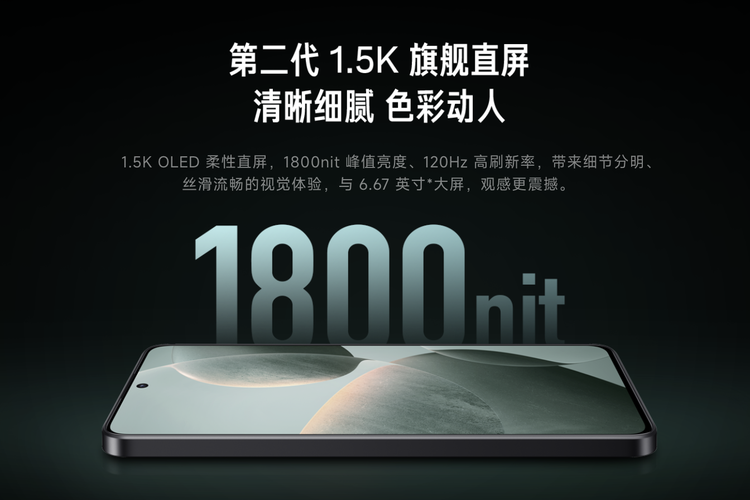 第二代 1.5K 旗舰直屏
清晰细腻 色彩动人
1.5K OLED 柔性直屏，1800nit 峰值亮度、120Hz 高刷新率，带来细节分明、
丝滑流畅的视觉体验，与 6.67 英寸*大屏，观感更震撼。
1800nit